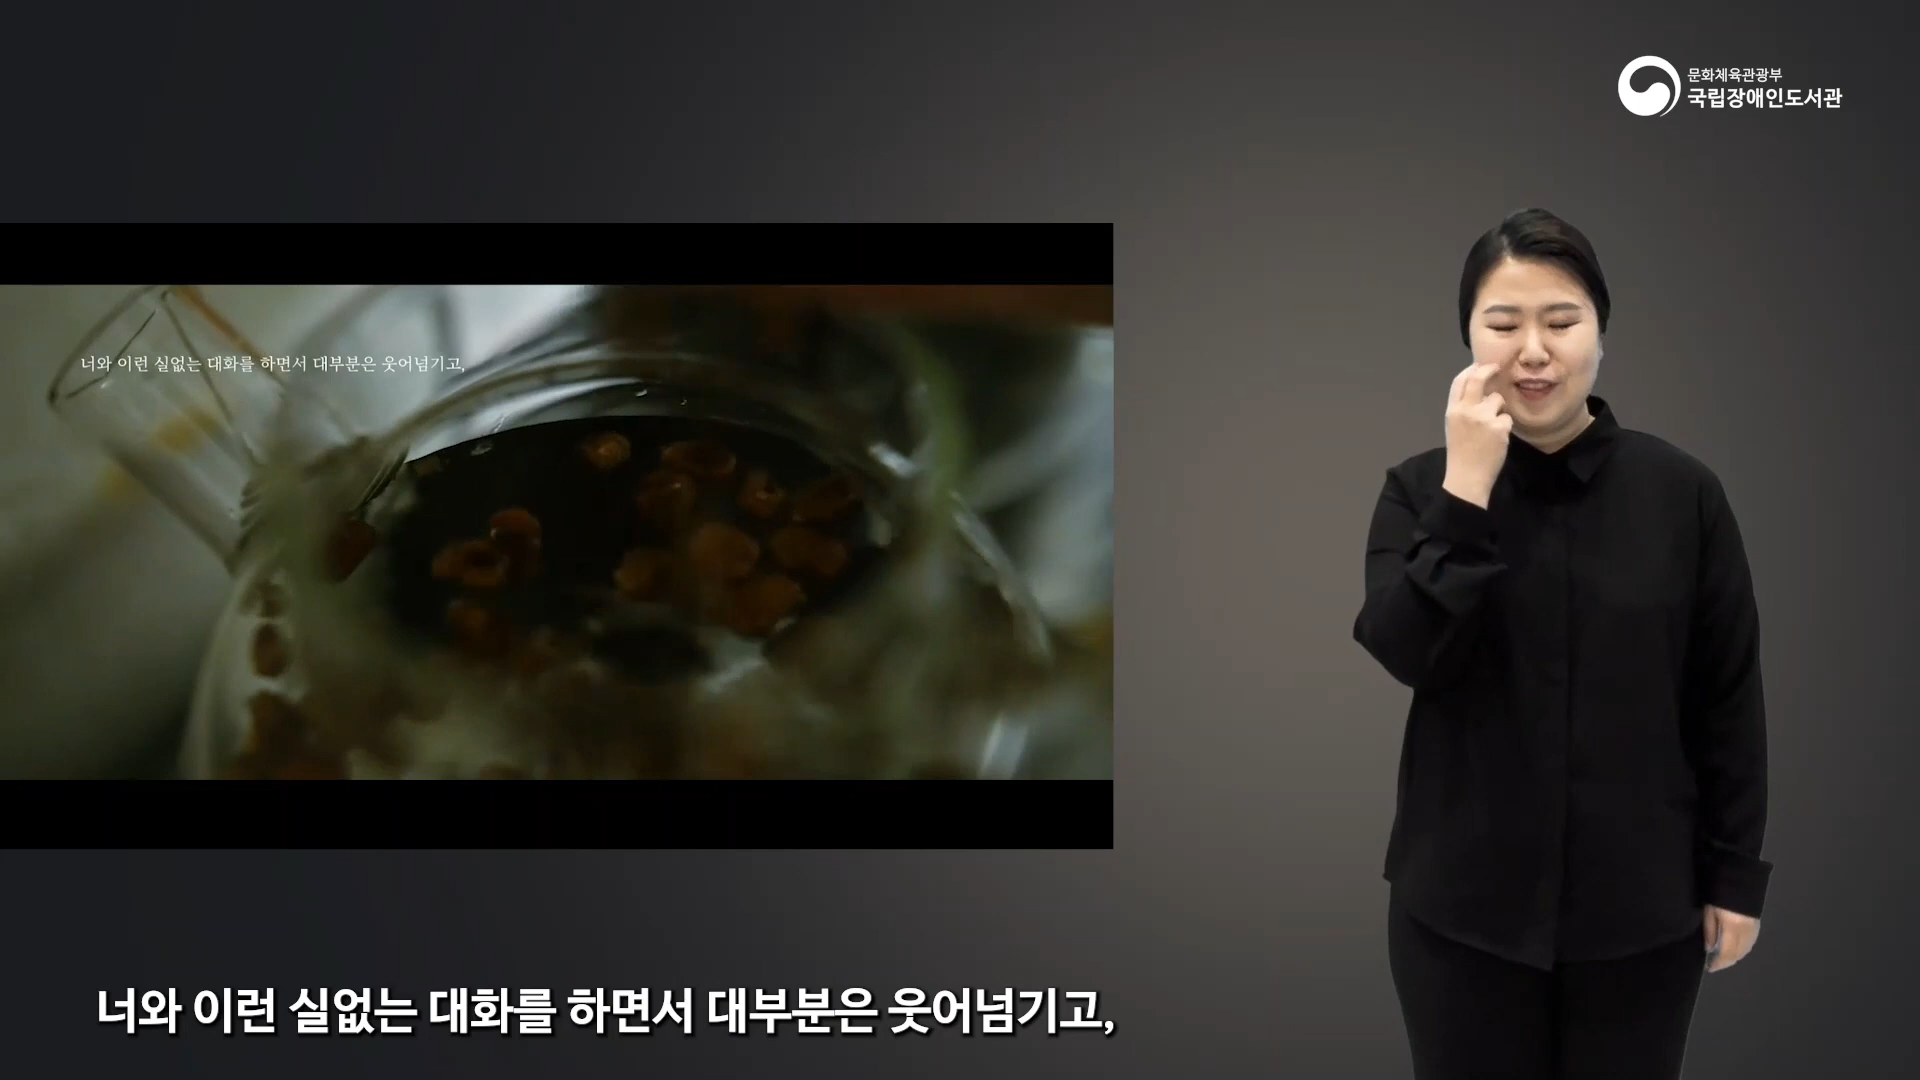 문화체육관광부
국립장애인도서관
너와 이런 실없는 대화를 하면서 대부분은 웃어넘기고,
너와 이런 실없는 대화를 하면서 대부분은 웃어넘기고,